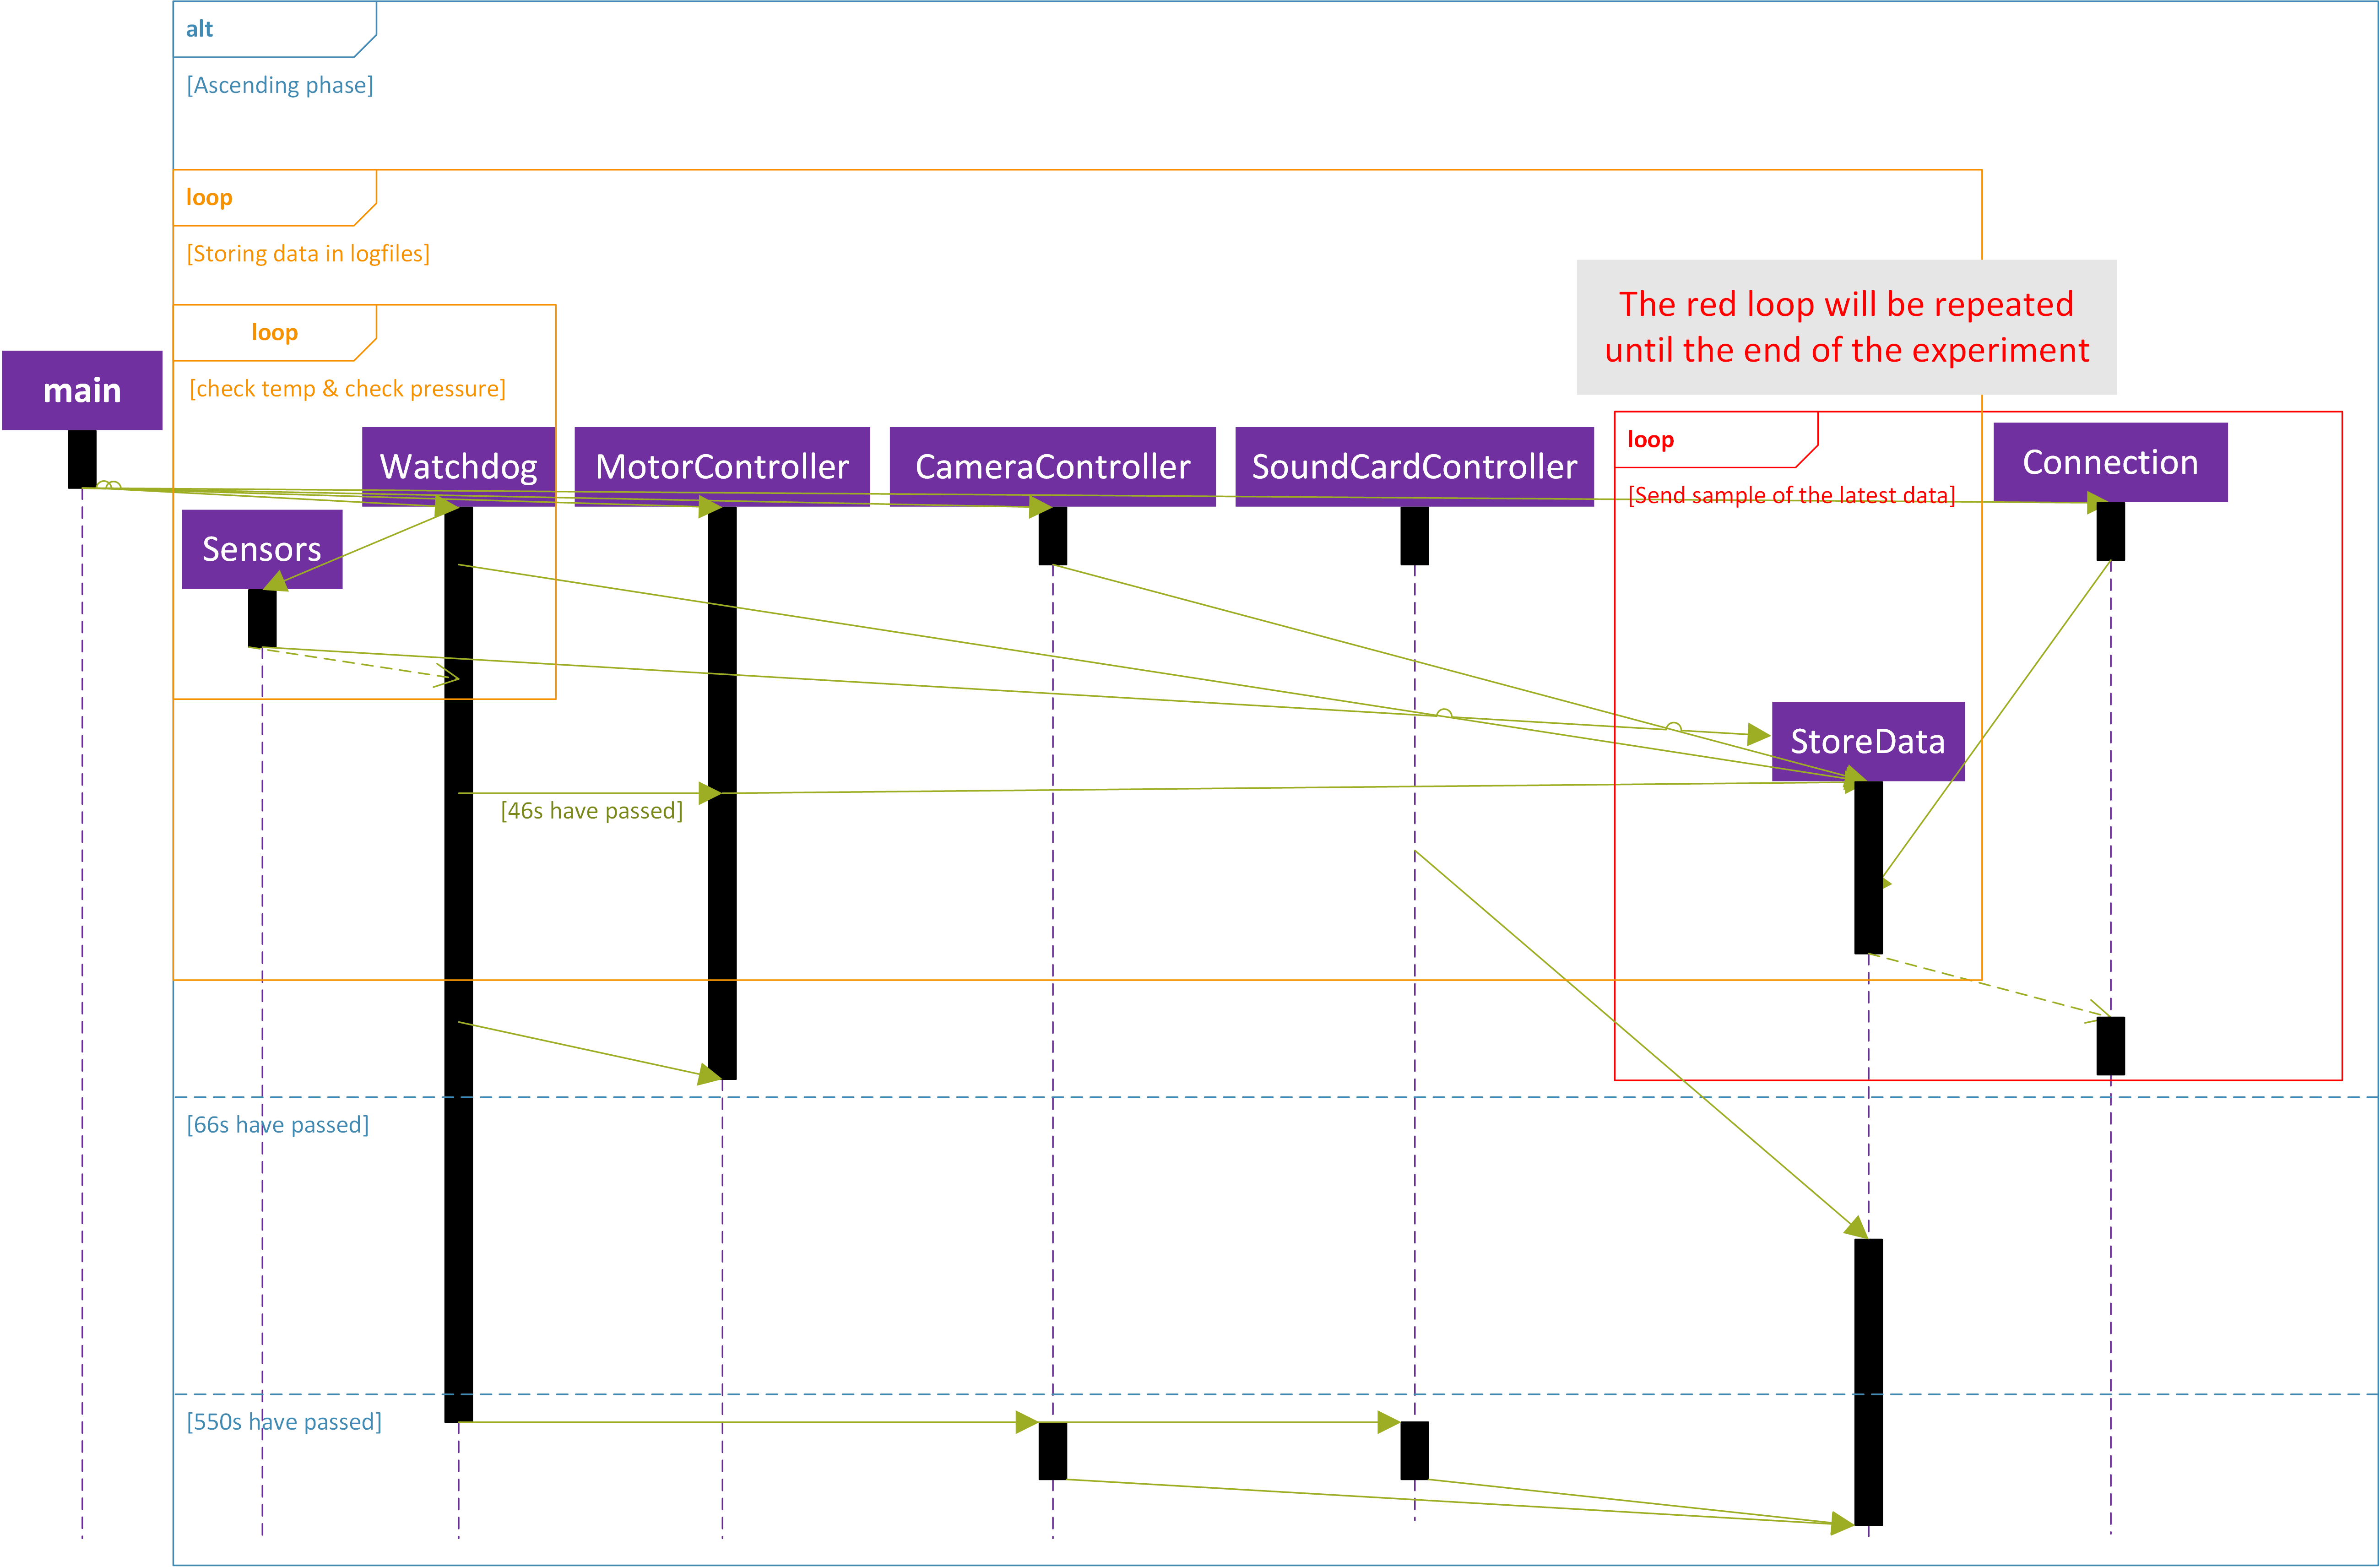 alt
[Ascending phase]
loop
[Storing data in logfiles]
The red loop will be repeated
until the end of the experiment
loop
[check temp & check pressure]
main
loop
Watchdog
MotorController
CameraController
SoundCardController
Connection
[Send sample of the latest data]
Sensors
StoreData
[46s have passed]
[66s have passed]
[550s have passed]